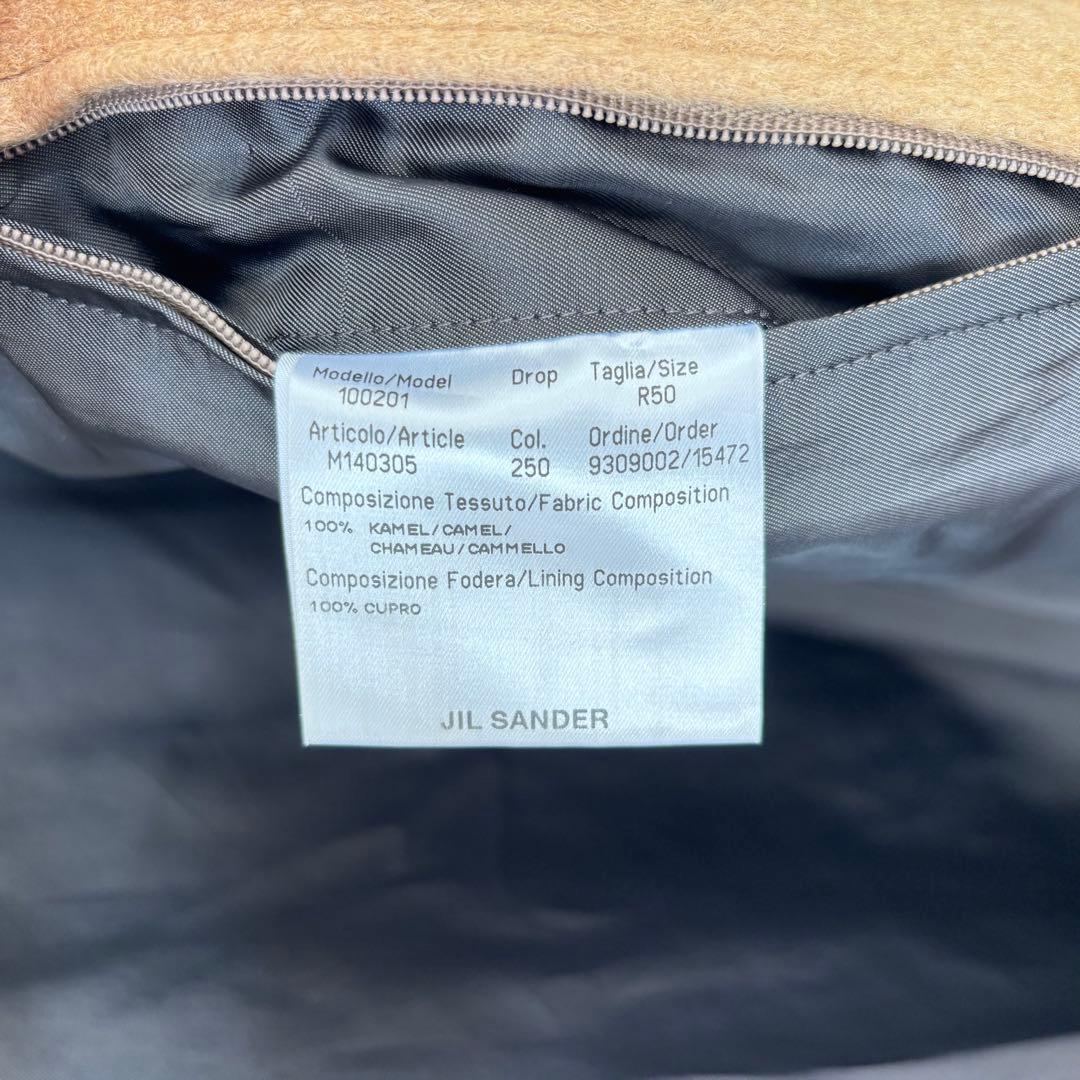 Modello/Model Drop Taglia/Size
100201 R50
Articolo/Article Col. Ordine/Order
M140305 250 9309002/15472
Composizione Tessuto/Fabric Composition
100% KAMEL/CAMEL/
CHAMEAU/CAMMELLO
Composizione Fodera/Lining Composition
100% CUPRO
JIL SANDER